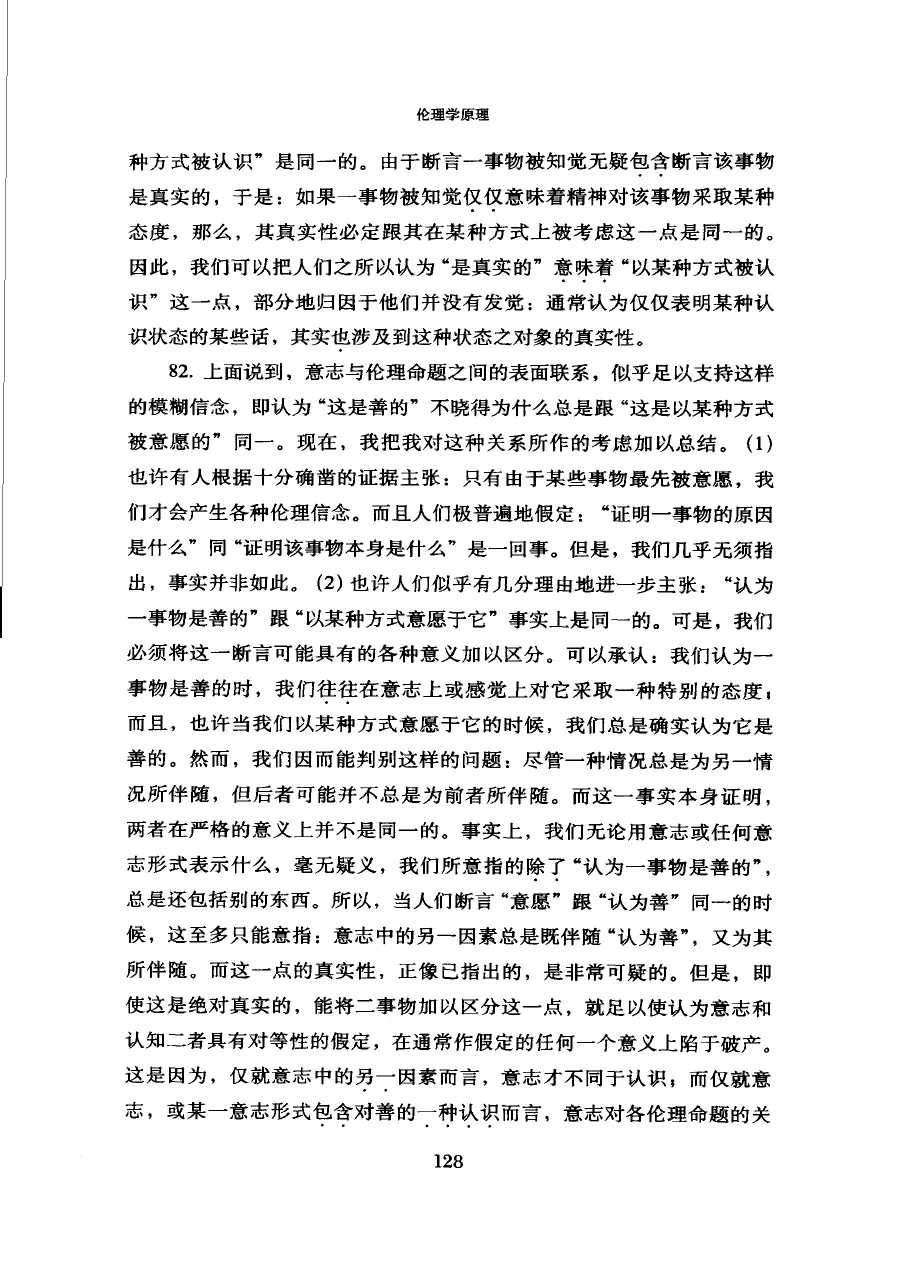 伦理学原理
种方式被认识”是同一的。由于断言一事物被知觉无疑包含断言该事物
是真实的，于是：如果一事物被知觉仅仅意味着精神对该事物采取某种
态度，那么，其真实性必定跟其在某种方式上被考虑这一点是同一的。
因此，我们可以把人们之所以认为“是真实的”意味着“以某种方式被认
识”这一点，部分地归因于他们并没有发觉：通常认为仅仅表明某种认
识状态的某些话，其实也涉及到这种状态之对象的真实性。
82. 上面说到，意志与伦理命题之间的表面联系，似乎足以支持这样
的模糊信念，即认为“这是善的”不晓得为什么总是跟“这是以某种方式
被意愿的”同一。现在，我把我对这种关系所作的考虑加以总结。(1)
也许有人根据十分确凿的证据主张：只有由于某些事物最先被意愿，我
们才会产生各种伦理信念。而且人们极普遍地假定：“证明一事物的原因
是什么”同“证明该事物本身是什么”是一回事。但是，我们几乎无须指
出，事实并非如此。(2)也许人们似乎有几分理由地进一步主张：“认为
一事物是善的”跟“以某种方式意愿于它”事实上是同一的。可是，我们
必须将这一断言可能具有的各种意义加以区分。可以承认：我们认为一
事物是善的时，我们往往在意志上或感觉上对它采取一种特别的态度；
而且，也许当我们以某种方式意愿于它的时候，我们总是确实认为它是
善的。然而，我们因而能判别这样的问题：尽管一种情况总是为另一情
况所伴随，但后者可能并不总是为前者所伴随。而这一事实本身证明，
两者在严格的意义上并不是同一的。事实上，我们无论用意志或任何意
志形式表示什么，毫无疑义，我们所意指的除了“认为一事物是善的”，
总是还包括别的东西。所以，当人们断言“意愿”跟“认为善”同一的时
候，这至多只能意指：意志中的另一因素总是既伴随“认为善”，又为其
所伴随。而这一点的真实性，正像已指出的，是非常可疑的。但是，即
使这是绝对真实的，能将二事物加以区分这一点，就足以使认为意志和
认知二者具有对等性的假定，在通常作假定的任何一个意义上陷于破产。
这是因为，仅就意志中的另一因素而言，意志才不同于认识；而仅就意
志，或某一意志形式包含对善的一种认识而言，意志对各伦理命题的关
128